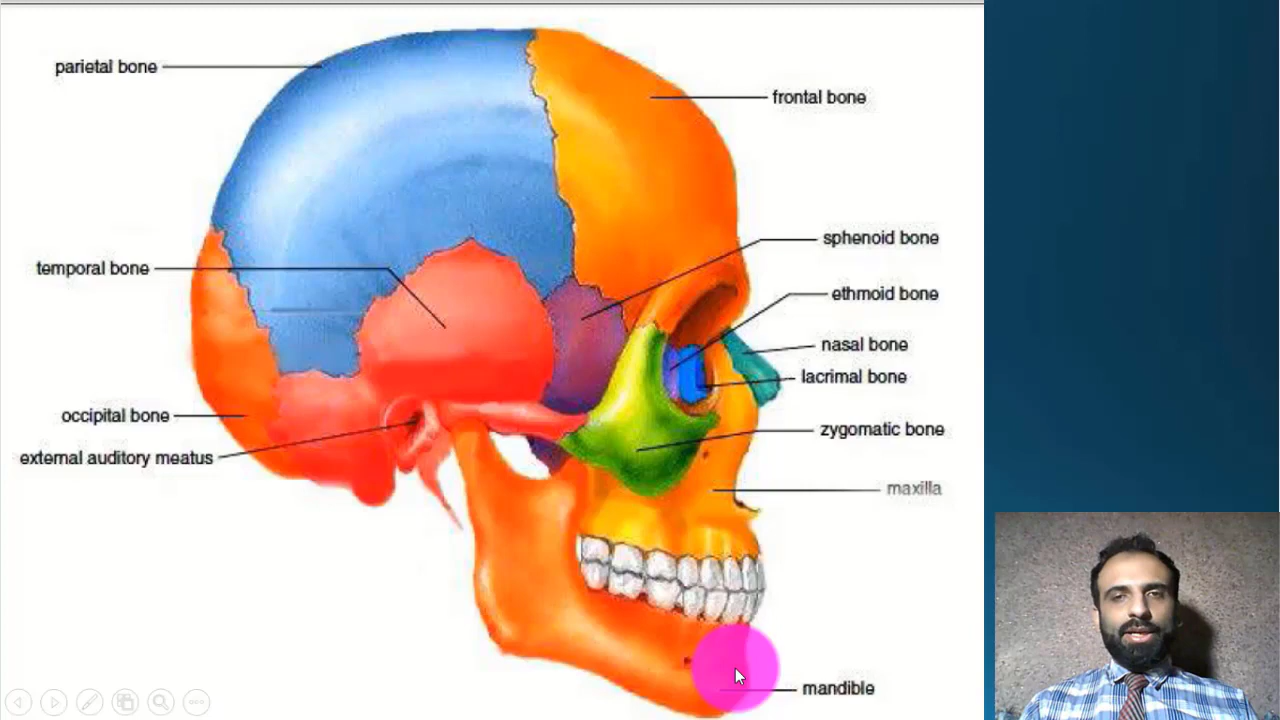 parietal bone
frontal bone
sphenoid bone
temporal bone
ethmoid bone
nasal bone
lacrimal bone
occipital bone
zygomatic bone
external auditory meatus
maxilla
mandible